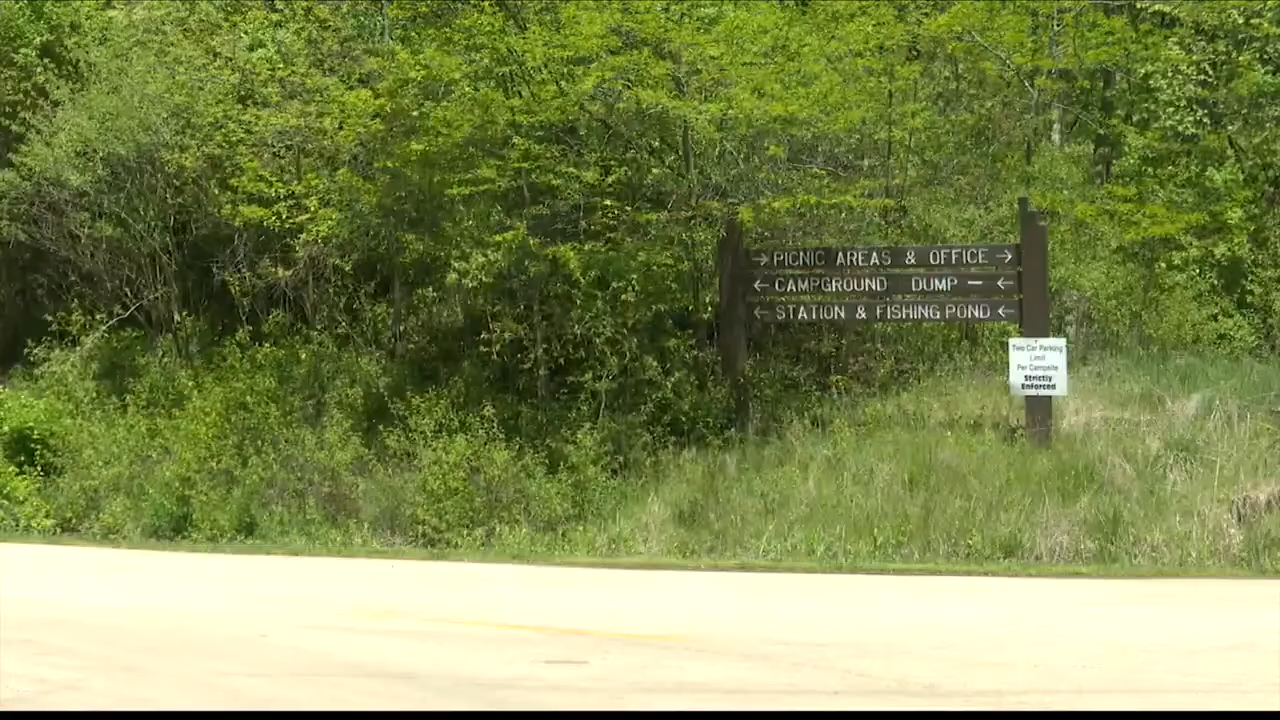 → PICNIC AREAS & OFFICE →
← CAMPGROUND DUMP — ←
← STATION & FISHING POND ←
Two Car Parking
Limit
Per Campsite
Strictly
Enforced